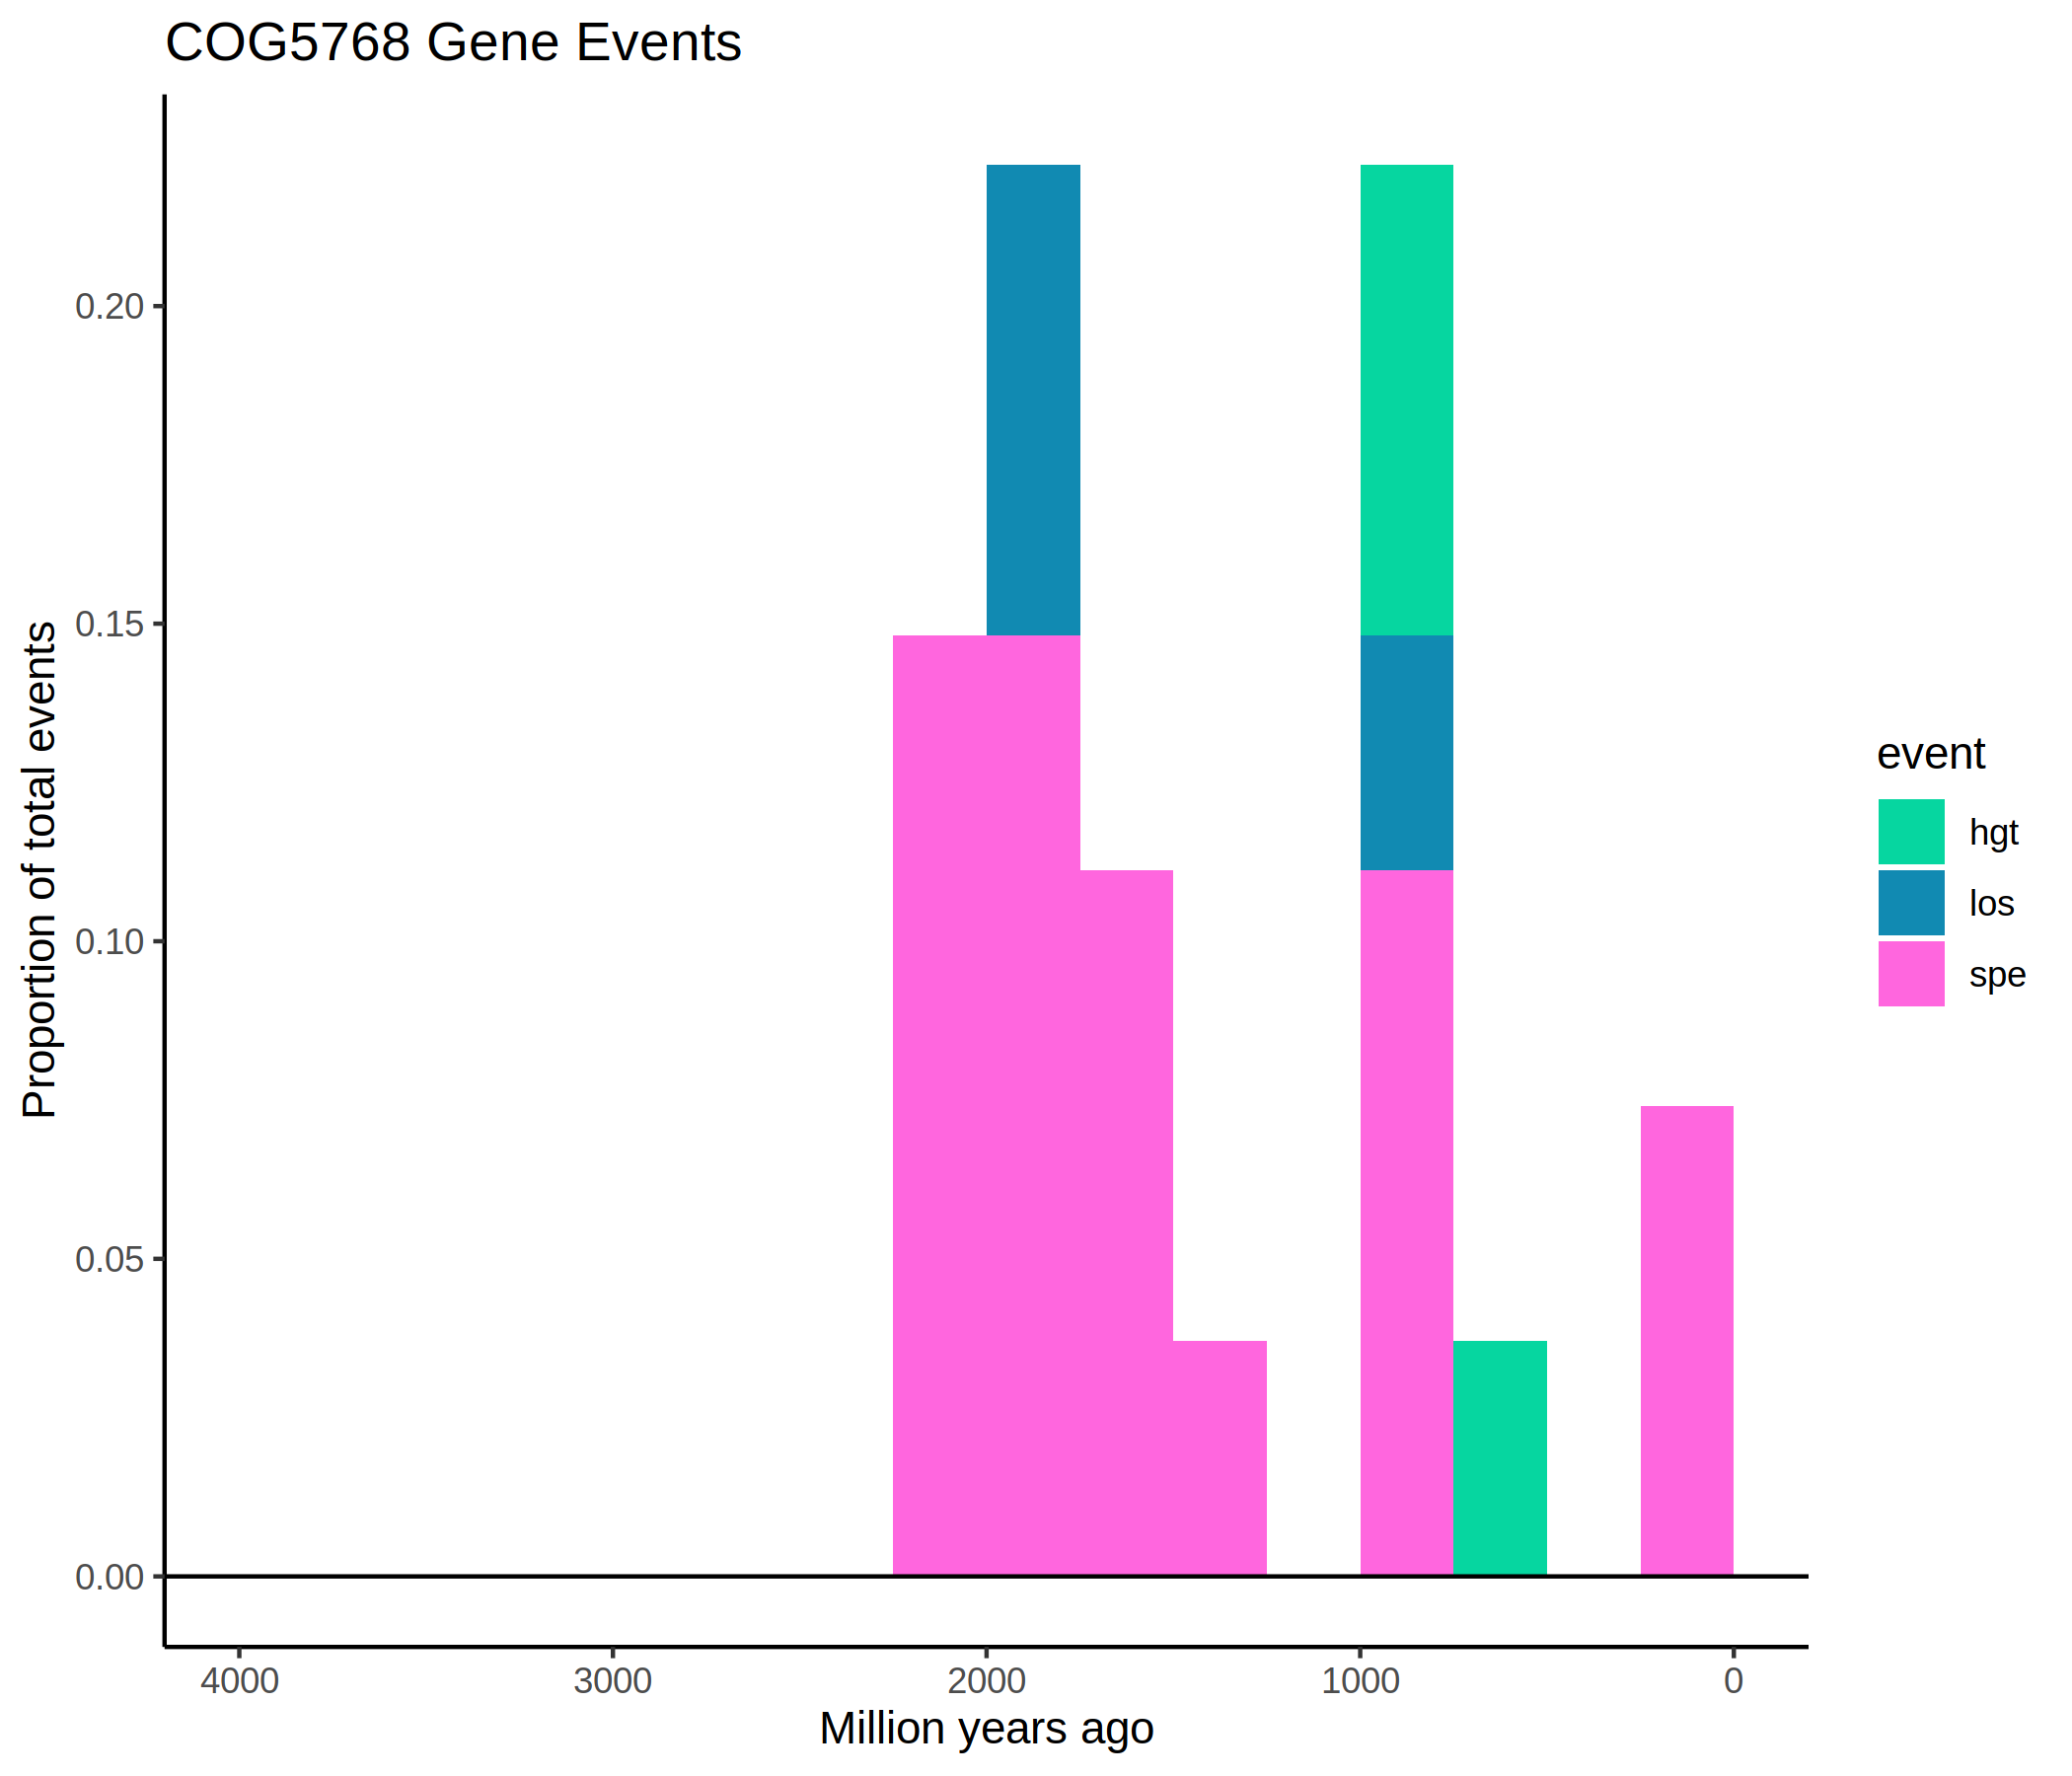 COG5768 Gene Events
Proportion of total events
0.20
0.15
0.10
0.05
0.00
4000 3000 2000 1000 0
Million years ago
event
hgt
los
spe